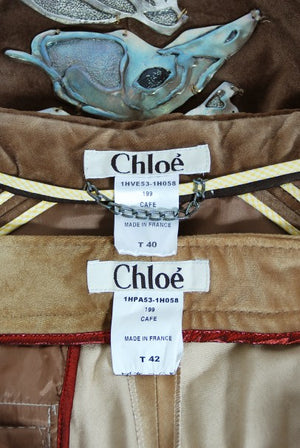 Chloé
1HVE53-1H058
199
CAFE
MADE IN FRANCE
T 40
Chloé
1HPA53-1H058
199
CAFE
MADE IN FRANCE
T 42